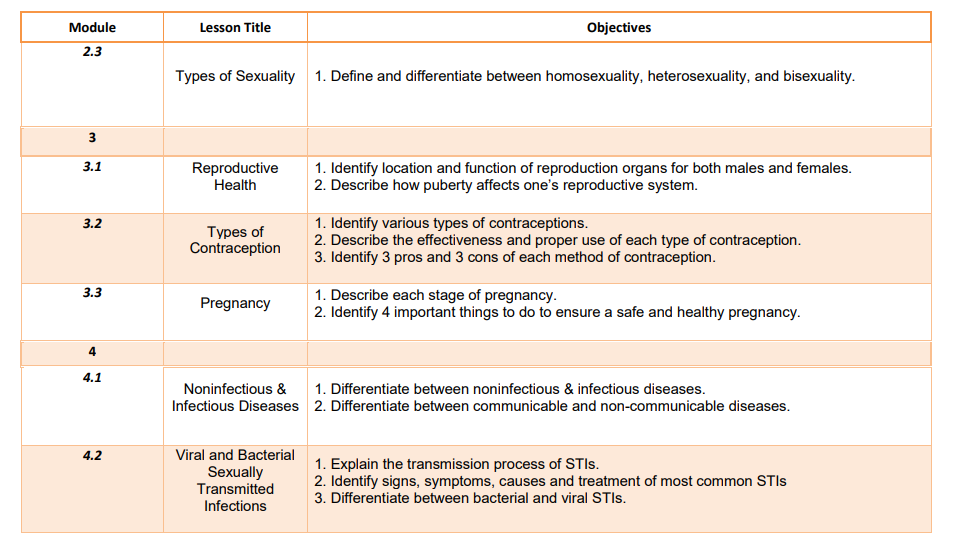 Module Lesson Title Objectives
2.3
Types of Sexuality 1. Define and differentiate between homosexuality, heterosexuality, and bisexuality.
3
3.1 Reproductive 1. Identify location and function of reproduction organs for both males and females.
Health 2. Describe how puberty affects one’s reproductive system.
3.2 Types of 1. Identify various types of contraceptions.
Contraception 2. Describe the effectiveness and proper use of each type of contraception.
3. Identify 3 pros and 3 cons of each method of contraception.
3.3 Pregnancy 1. Describe each stage of pregnancy.
2. Identify 4 important things to do to ensure a safe and healthy pregnancy.
4
4.1
Noninfectious & 1. Differentiate between noninfectious & infectious diseases.
Infectious Diseases 2. Differentiate between communicable and non-communicable diseases.
4.2 Viral and Bacterial
Sexually 1. Explain the transmission process of STIs.
Transmitted 2. Identify signs, symptoms, causes and treatment of most common STIs
Infections 3. Differentiate between bacterial and viral STIs.